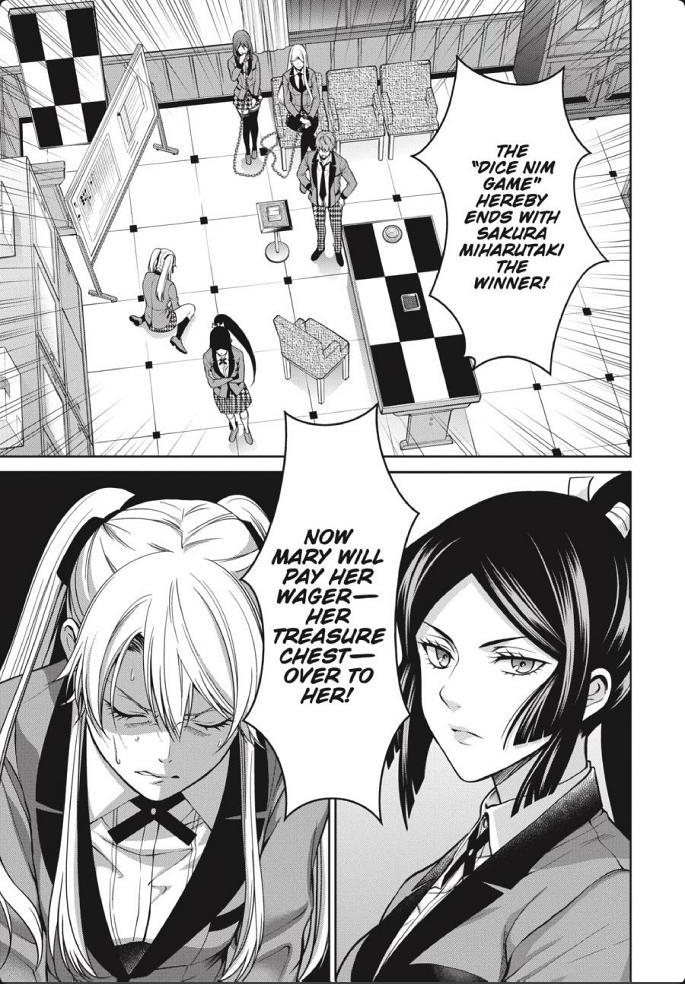 THE
"DICE NIM
GAME"
HEREBY
ENDS WITH
SAKURA
MIHARUTAKI
THE
WINNER!
NOW
MARY WILL
PAY HER
WAGER—
HER
TREASURE
CHEST—
OVER TO
HER!